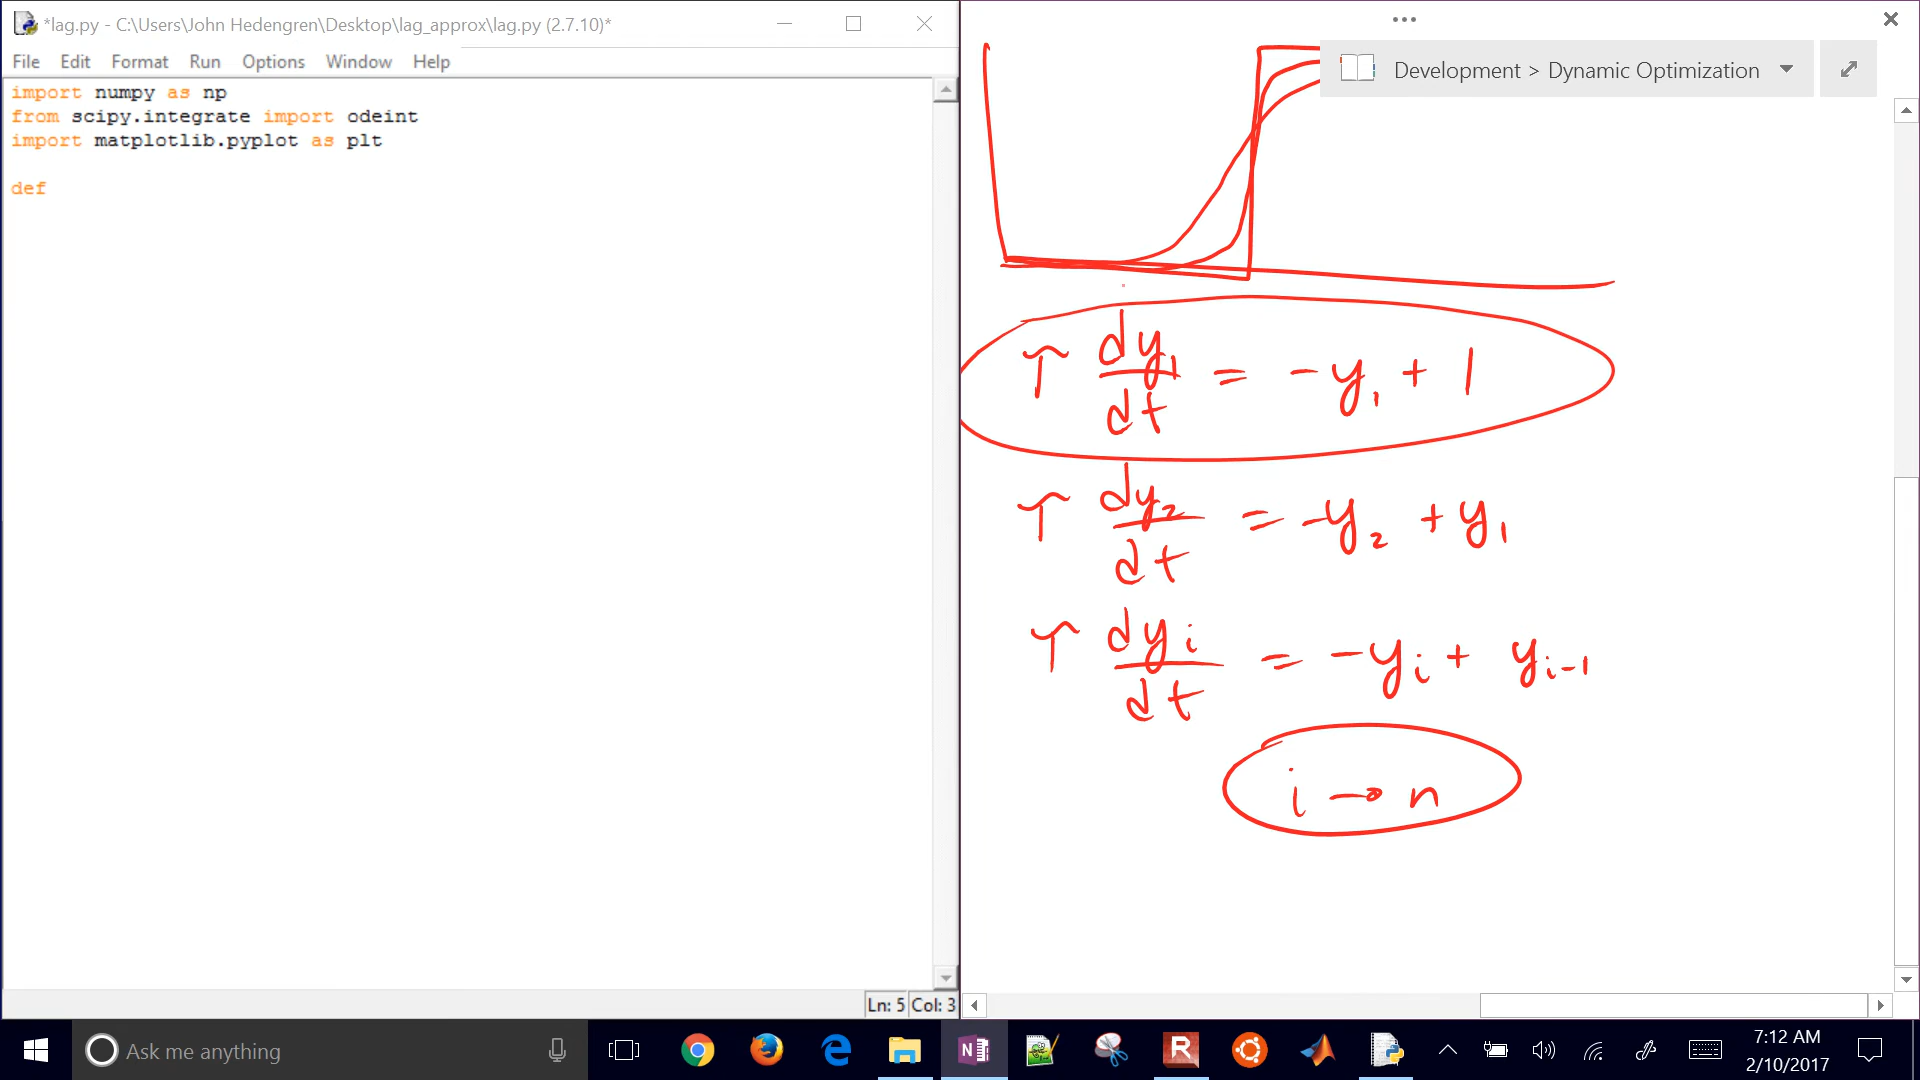 *lag.py - C:\Users\John Hedengren\Desktop\lag_approx\lag.py (2.7.10)*
File Edit Format Run Options Window Help
import numpy as np
from scipy.integrate import odeint
import matplotlib.pyplot as plt
def
Ln: 5 Col: 3
Development > Dynamic Optimization
τ dy₁/dt = -y₁ + 1
τ dy₂/dt = -y₂ + y₁
τ dyᵢ/dt = -yᵢ + yᵢ₋₁
i → n
Ask me anything
N
R
7:12 AM
2/10/2017